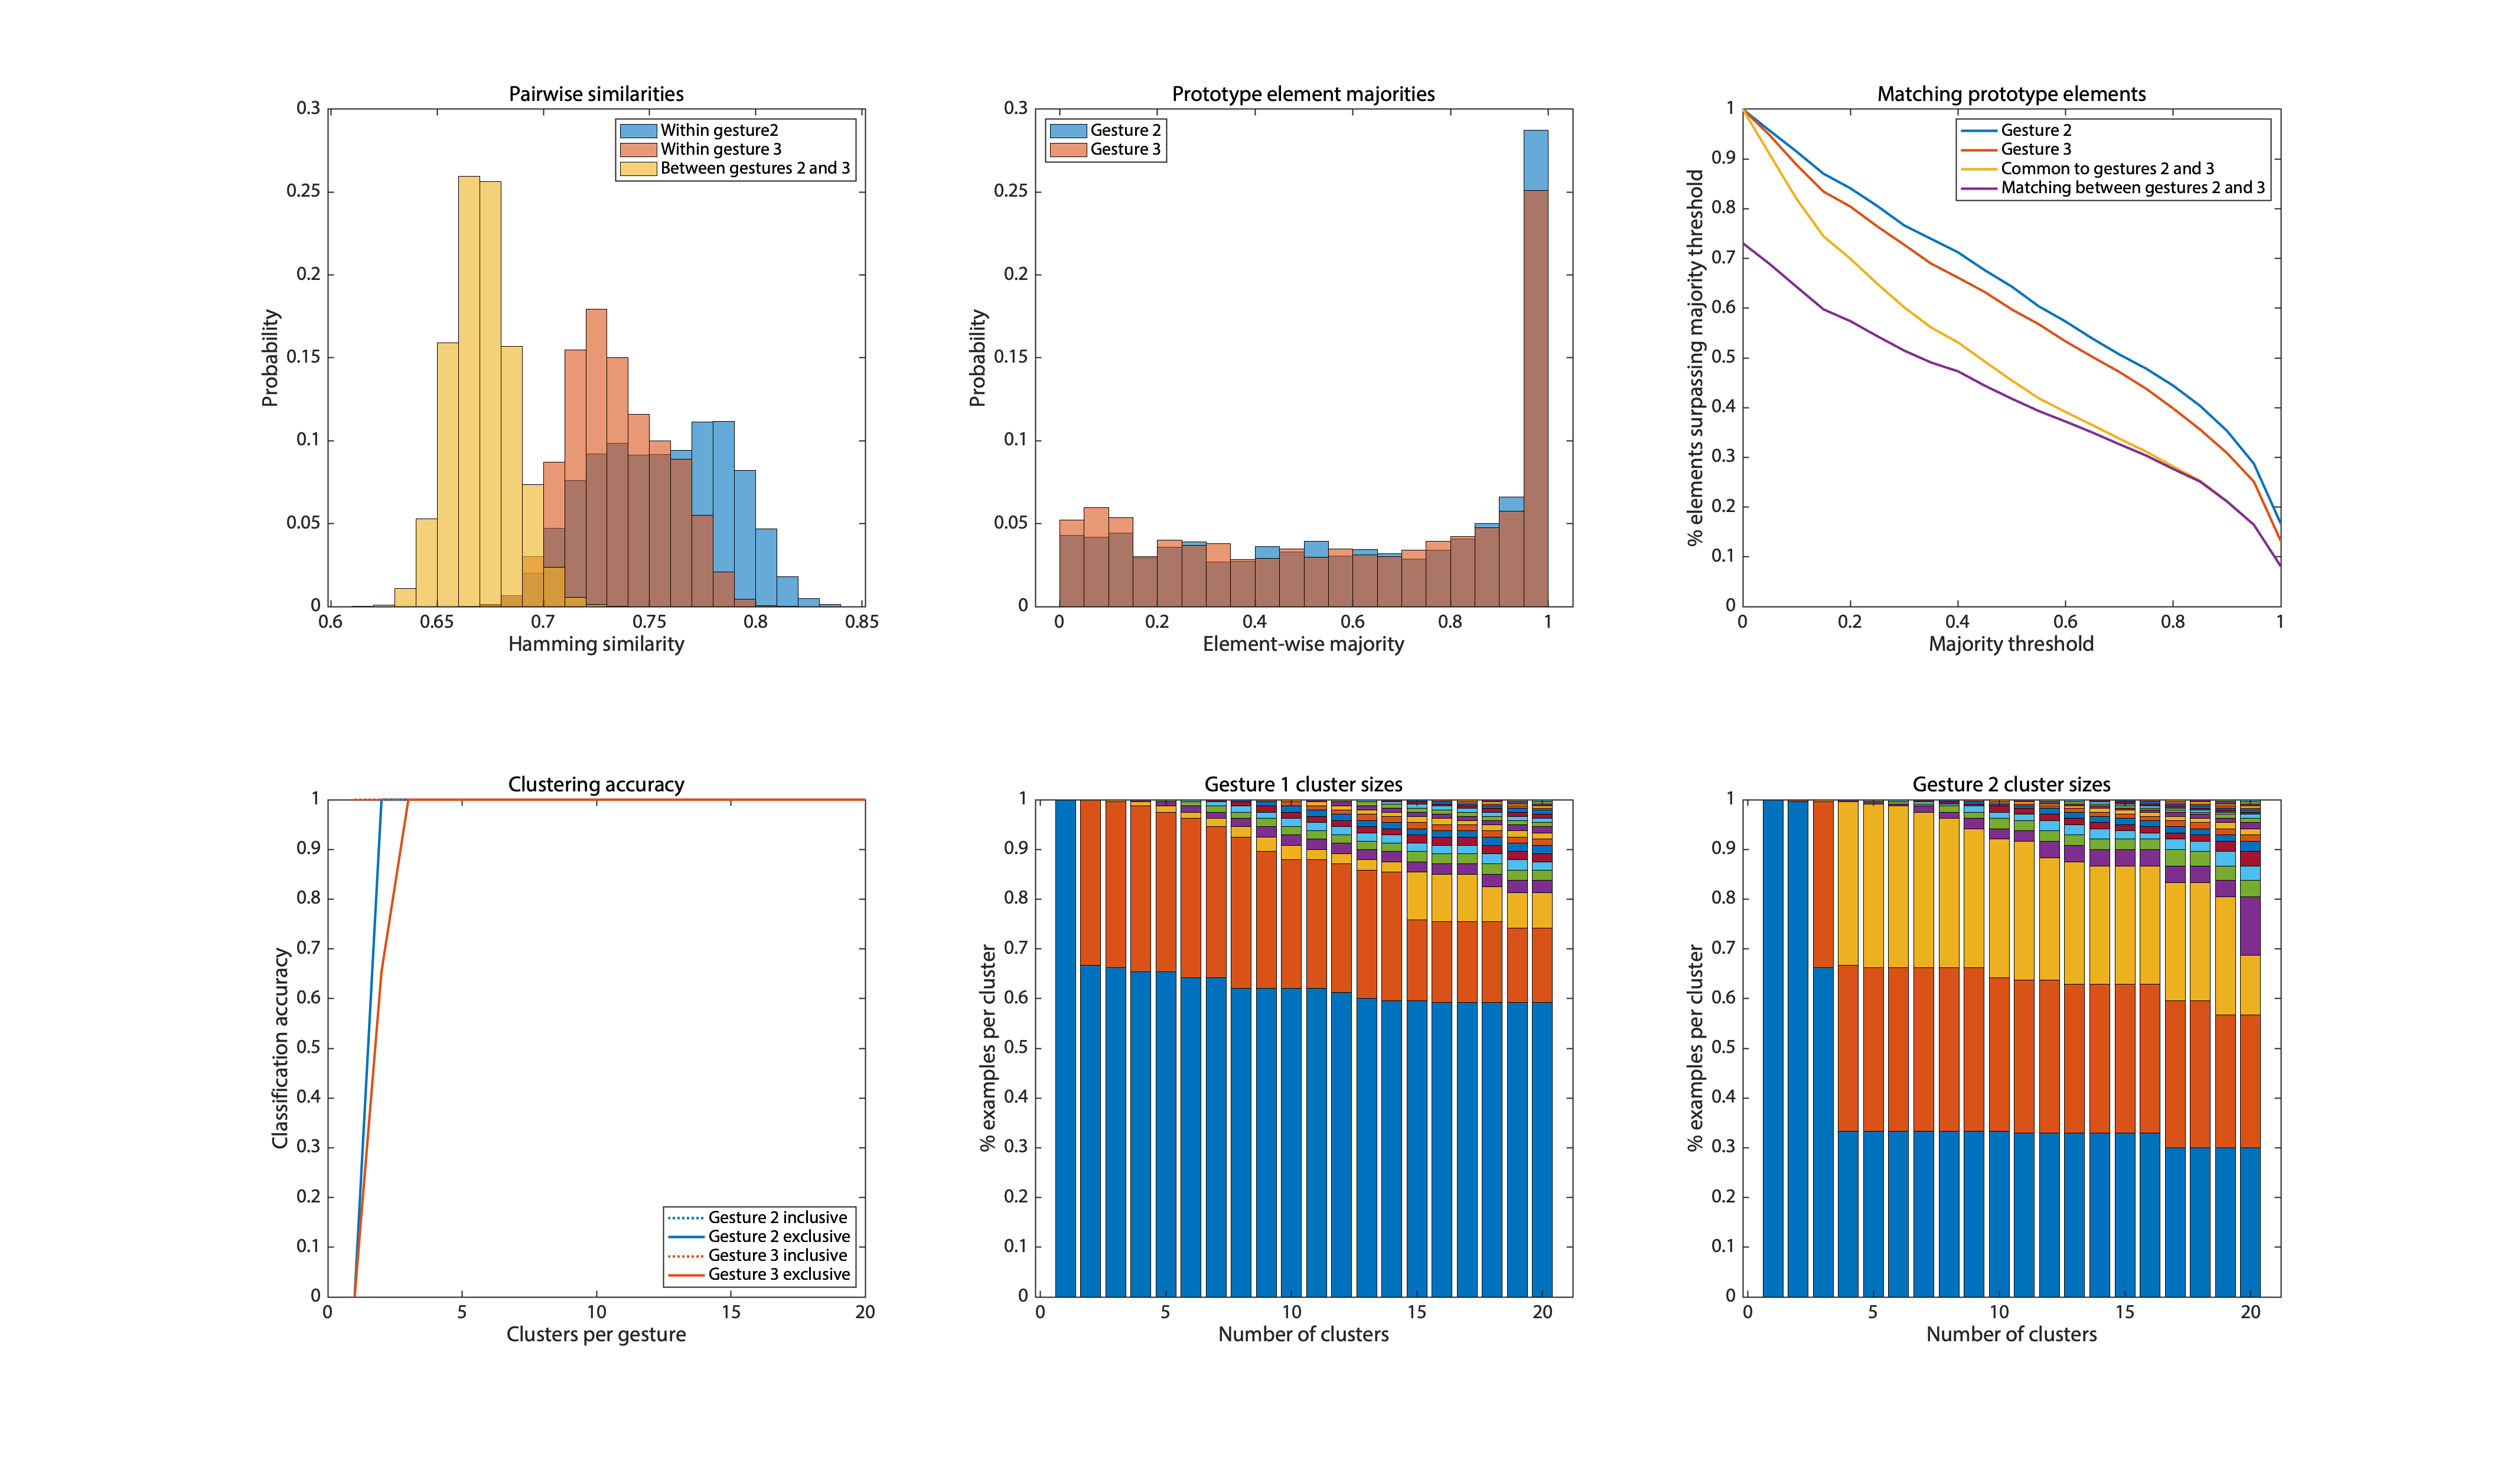 Pairwise similarities
0.3
0.25
0.2
0.15
0.1
0.05
0
Probability
Within gesture2
Within gesture 3
Between gestures 2 and 3
0.6 0.65 0.7 0.75 0.8 0.85
Hamming similarity
Prototype element majorities
0.3
0.25
0.2
0.15
0.1
0.05
0
Probability
Gesture 2
Gesture 3
0 0.2 0.4 0.6 0.8 1
Element-wise majority
Matching prototype elements
1
0.9
0.8
0.7
0.6
0.5
0.4
0.3
0.2
0.1
0
% elements surpassing majority threshold
Gesture 2
Gesture 3
Common to gestures 2 and 3
Matching between gestures 2 and 3
0 0.2 0.4 0.6 0.8 1
Majority threshold
Clustering accuracy
1
0.9
0.8
0.7
0.6
0.5
0.4
0.3
0.2
0.1
0
Classification accuracy
Gesture 2 inclusive
Gesture 2 exclusive
Gesture 3 inclusive
Gesture 3 exclusive
0 5 10 15 20
Clusters per gesture
Gesture 1 cluster sizes
1
0.9
0.8
0.7
0.6
0.5
0.4
0.3
0.2
0.1
0
% examples per cluster
0 5 10 15 20
Number of clusters
Gesture 2 cluster sizes
1
0.9
0.8
0.7
0.6
0.5
0.4
0.3
0.2
0.1
0
% examples per cluster
0 5 10 15 20
Number of clusters